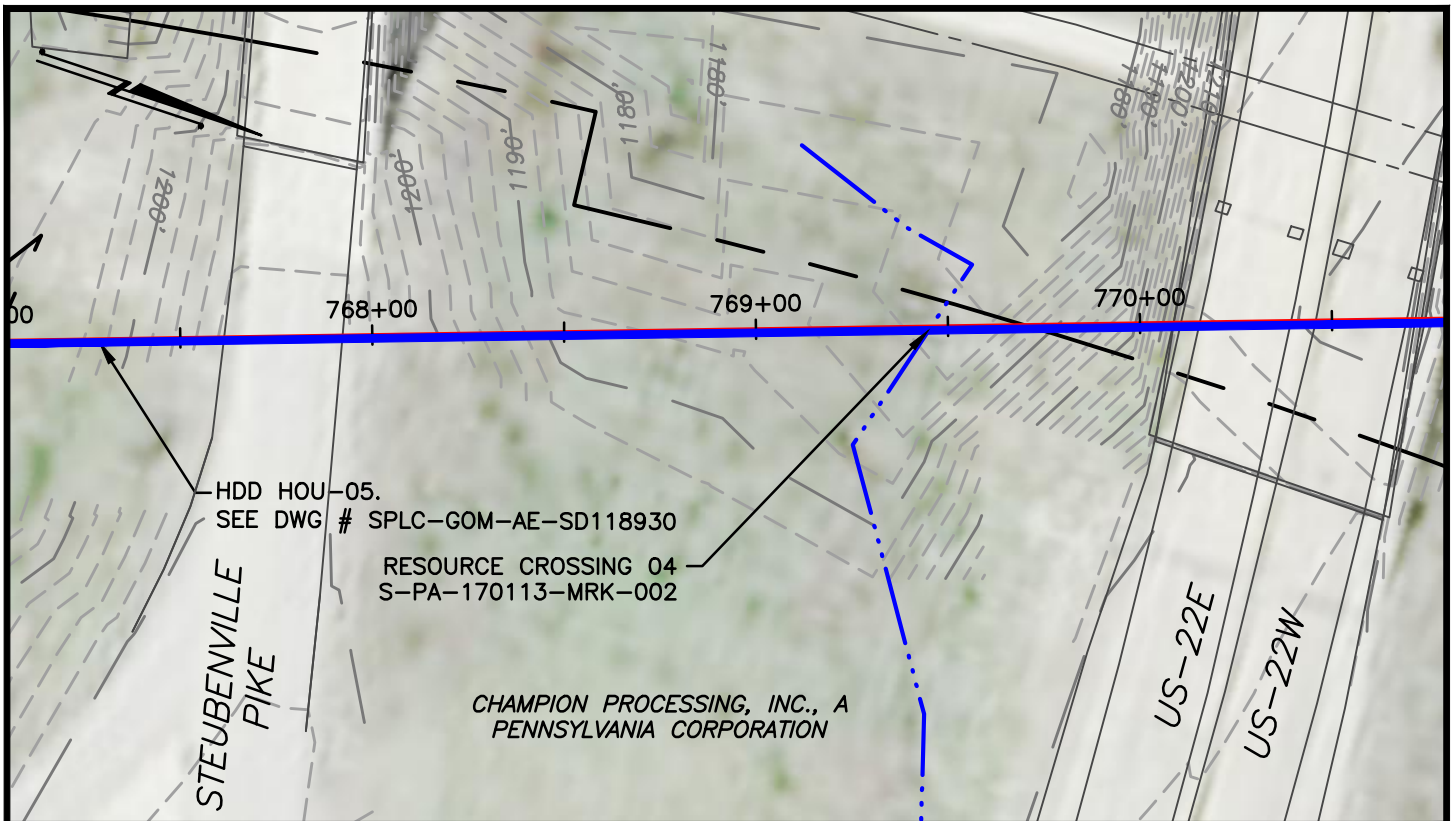 1180'
1180'
1190'
1200'
1200'
1180'
1190'
1200'
1210'
00
768+00
769+00
770+00
HDD HOU-05.
SEE DWG # SPLC-GOM-AE-SD118930
RESOURCE CROSSING 04
S-PA-170113-MRK-002
STEUBENVILLE
PIKE
CHAMPION PROCESSING, INC., A
PENNSYLVANIA CORPORATION
US-22E
US-22W